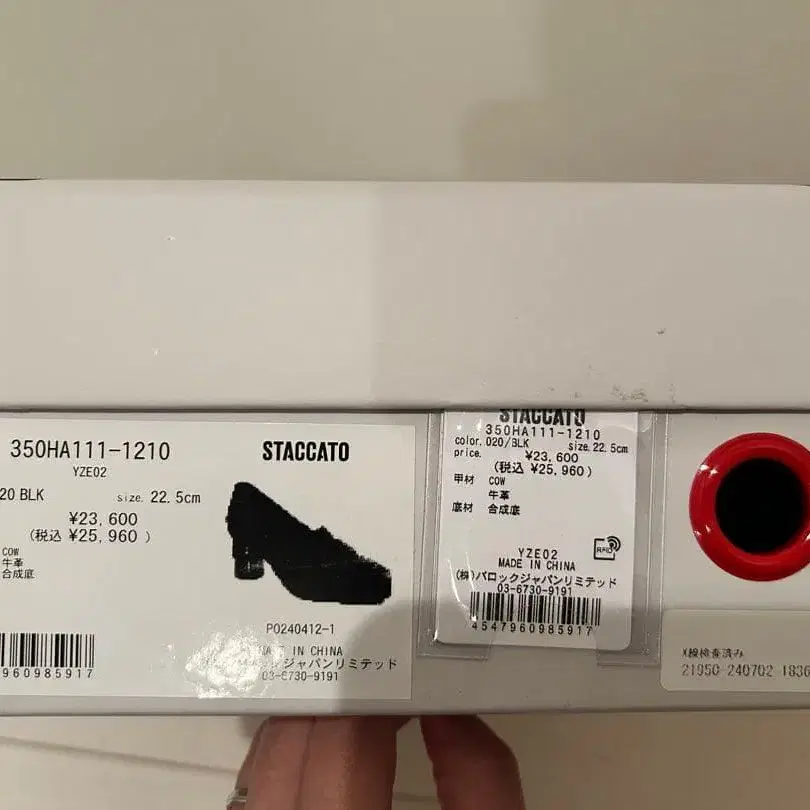 350HA111-1210
YZE02
20 BLK size. 22.5cm
¥23,600
(税込 ¥25,960 )
COW
牛革
合成底
960985917
STACCATO
PO240412-1
IN CHINA
ジャパンリミテッド
03-6730-9191
STACCATO
350HA111-1210
color. 020/BLK size. 22.5cm
price. ¥23,600
(税込 ¥25,960 )
甲材 COW
牛革
底材 合成底
RFID
YZE02
MADE IN CHINA
(株)バロックジャパンリミテッド
03-6730-9191
4547960985917
X線検査済み
21950-240702-1836